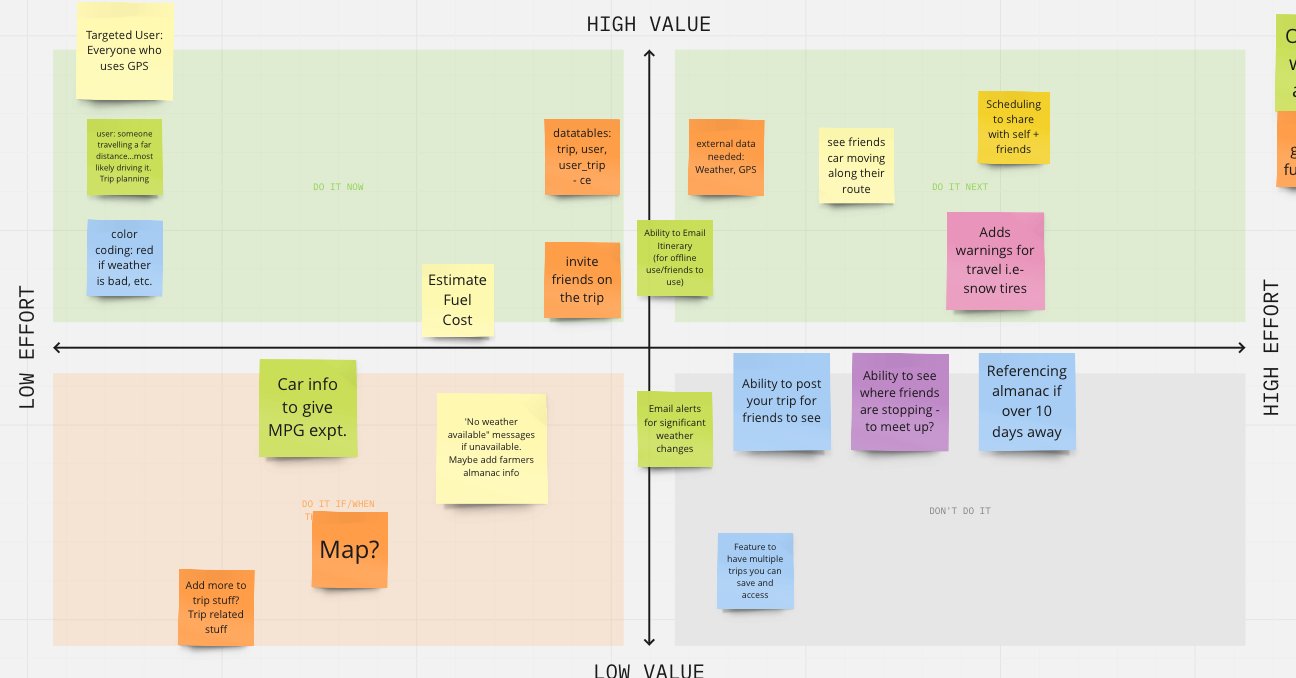 HIGH VALUE
Targeted User:
Everyone who
uses GPS
user: someone
travelling a far
distance...most
likely driving it.
Trip planning
color
coding: red
if weather
is bad, etc.
DO IT NOW
datatables:
trip, user,
user_trip
- ce
invite
friends on
the trip
Estimate
Fuel
Cost
external data
needed:
Weather, GPS
see friends
car moving
along their
route
Scheduling
to share
with self +
friends
DO IT NEXT
Ability to Email
Itinerary
(for offline
use/friends to
use)
Adds
warnings for
travel i.e-
snow tires
LOW EFFORT
HIGH EFFORT
Car info
to give
MPG expt.
'No weather
available" messages
if unavailable.
Maybe add farmers
almanac info
DO IT IF/WHEN
Map?
Add more to
trip stuff?
Trip related
stuff
Email alerts
for significant
weather
changes
Ability to post
your trip for
friends to see
Ability to see
where friends
are stopping -
to meet up?
Referencing
almanac if
over 10
days away
DON'T DO IT
Feature to
have multiple
trips you can
save and
access
LOW VALUE